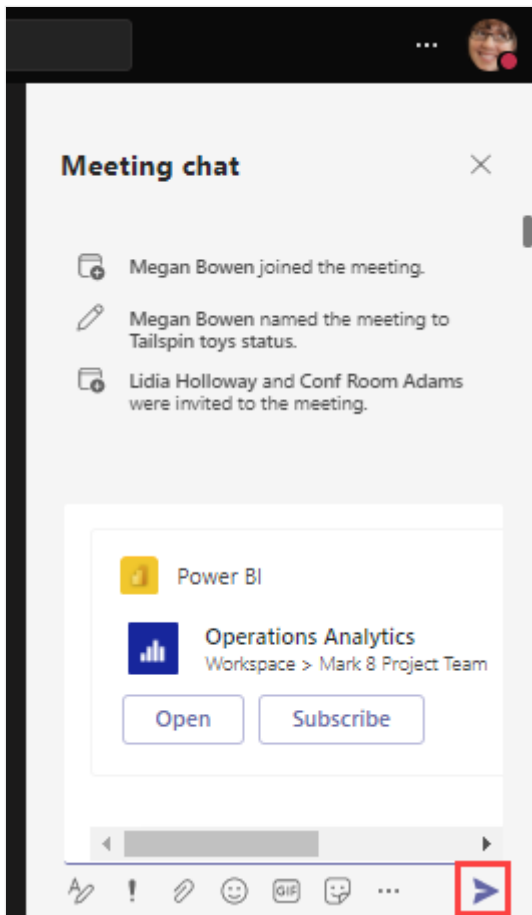 Meeting chat
Megan Bowen joined the meeting.
Megan Bowen named the meeting to
Tailspin toys status.
Lidia Holloway and Conf Room Adams
were invited to the meeting.
Power BI
Operations Analytics
Workspace > Mark 8 Project Team
Open Subscribe
GIF